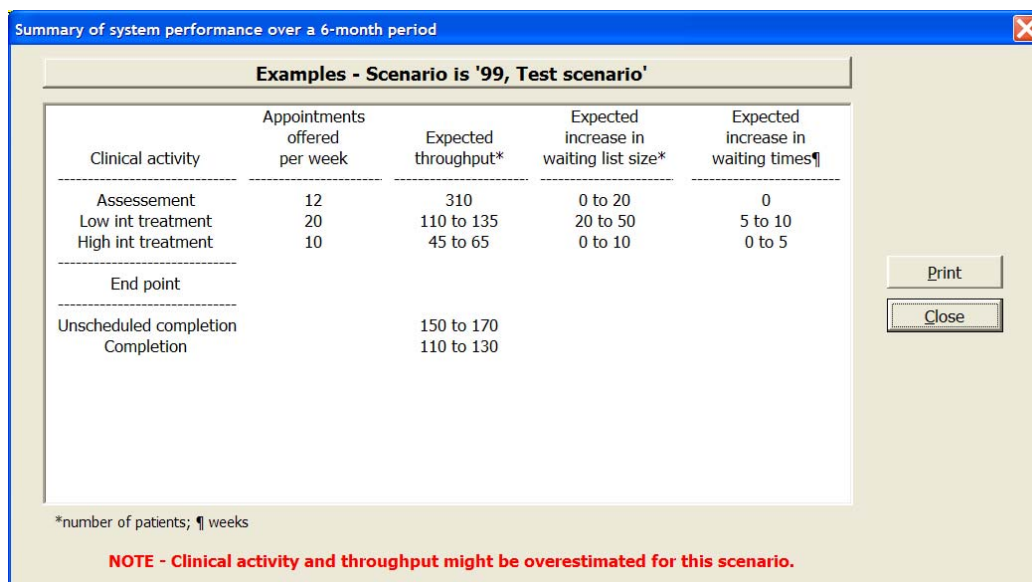 Summary of system performance over a 6-month period
Examples - Scenario is '99, Test scenario'
Appointments Expected Expected
offered Expected increase in increase in
Clinical activity per week throughput* waiting list size* waiting times¶
Assessement 12 310 0 to 20 0
Low int treatment 20 110 to 135 20 to 50 5 to 10
High int treatment 10 45 to 65 0 to 10 0 to 5
End point
Unscheduled completion 150 to 170
Completion 110 to 130
Print
Close
*number of patients; ¶ weeks
NOTE - Clinical activity and throughput might be overestimated for this scenario.